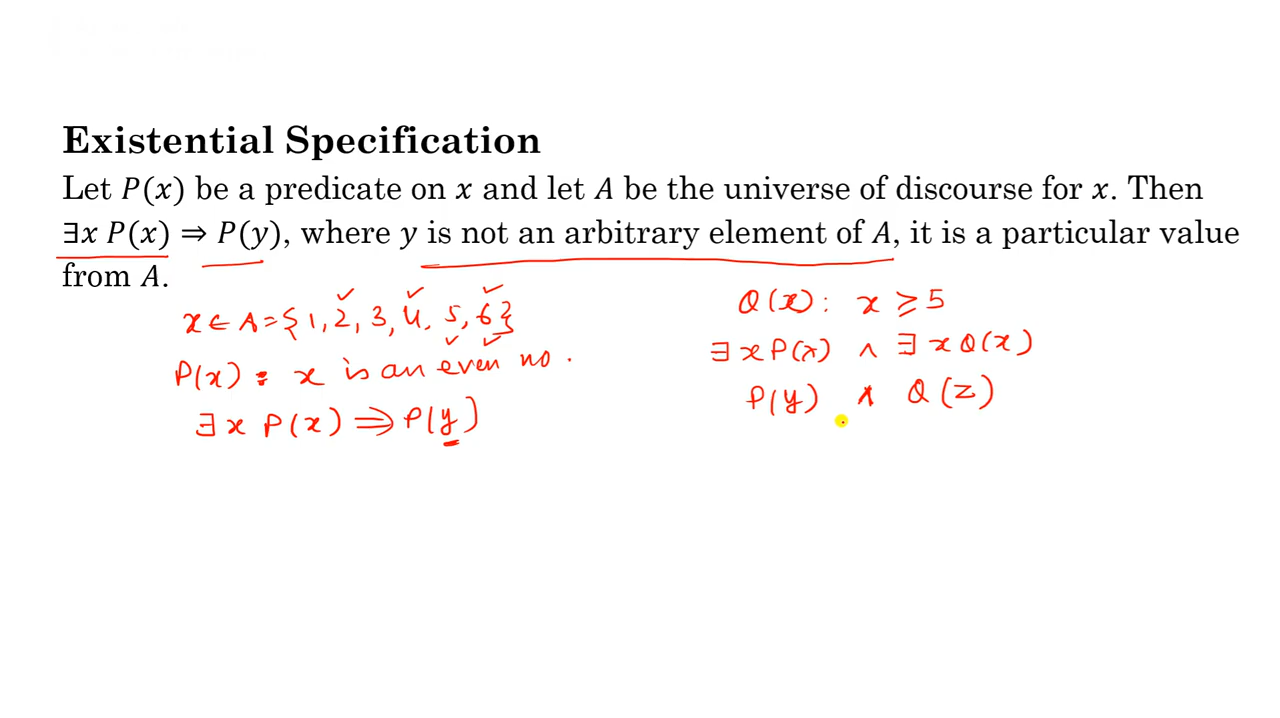 Existential Specification
Let P(x) be a predicate on x and let A be the universe of discourse for x. Then
∃x P(x) ⇒ P(y), where y is not an arbitrary element of A, it is a particular value
from A.
x ∈ A = {1, 2, 3, 4, 5, 6}
P(x) : x is an even no.
∃x P(x) ⇒ P(y)
Q(x) : x ⩾ 5
∃x P(x) ∧ ∃x Q(x)
P(y) ∧ Q(z)